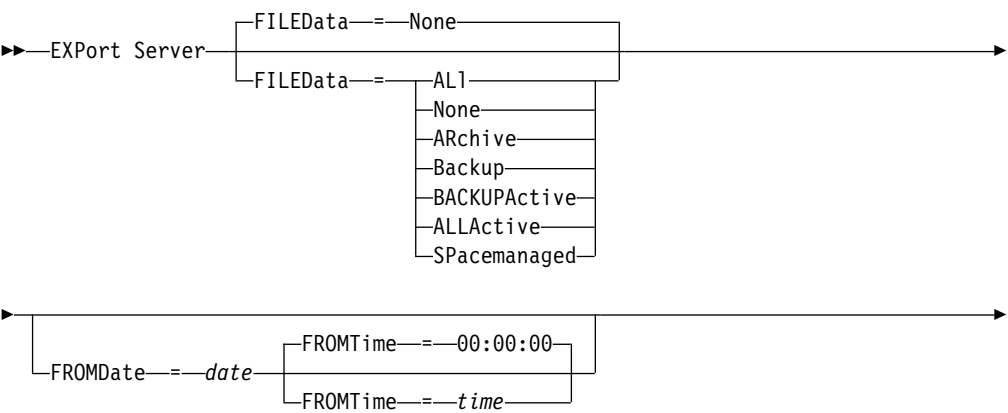 FILEData = None
EXPort Server
FILEData = ALl
None
ARchive
Backup
BACKUPActive
ALLActive
SPacemanaged
FROMTime = 00:00:00
FROMDate = date
FROMTime = time